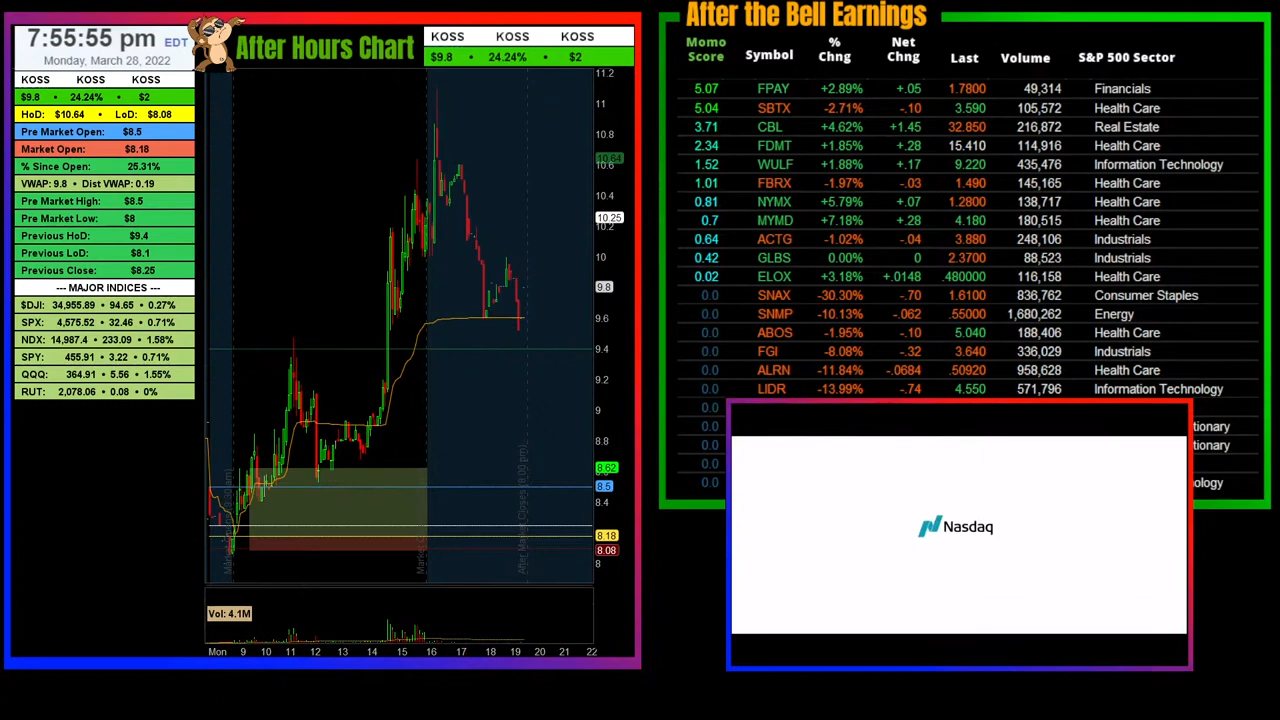 7:55:55 pm EDT
Monday, March 28, 2022
After Hours Chart
KOSS KOSS KOSS
$9.8 • 24.24% • $2
KOSS KOSS KOSS
$9.8 • 24.24% • $2
HoD: $10.64 • LoD: $8.08
Pre Market Open: $8.5
Market Open: $8.18
% Since Open: 25.31%
VWAP: 9.8 • Dist VWAP: 0.19
Pre Market High: $8.5
Pre Market Low: $8
Previous HoD: $9.4
Previous LoD: $8.1
Previous Close: $8.25
--- MAJOR INDICES ---
$DJI: 34,955.89 • 94.65 • 0.27%
SPX: 4,575.52 • 32.46 • 0.71%
NDX: 14,987.4 • 233.09 • 1.58%
SPY: 455.91 • 3.22 • 0.71%
QQQ: 364.91 • 5.56 • 1.55%
RUT: 2,078.06 • 0.08 • 0%
11.2
11
10.8
10.64
10.4
10.25
10.2
10
9.8
9.6
9.4
9.2
9
8.8
8.62
8.5
8.4
8.18
8.08
8
After Market Closes (8:00 pm)
Vol: 4.1M
Mon 9 10 11 12 13 14 15 16 17 18 19 20 21 22
After the Bell Earnings
Momo Score Symbol % Chng Net Chng Last Volume S&P 500 Sector
5.07 FPAY +2.89% +.05 1.7800 49,314 Financials
5.04 SBTX -2.71% -.10 3.590 105,572 Health Care
3.71 CBL +4.62% +1.45 32.850 216,872 Real Estate
2.34 FDMT +1.85% +.28 15.410 114,916 Health Care
1.52 WULF +1.88% +.17 9.220 435,476 Information Technology
1.01 FBRX -1.97% -.03 1.490 145,165 Health Care
0.81 NYMX +5.79% +.07 1.2800 138,717 Health Care
0.7 MYMD +7.18% +.28 4.180 180,515 Health Care
0.64 ACTG -1.02% -.04 3.880 248,106 Industrials
0.42 GLBS 0.00% 0 2.3700 88,523 Industrials
0.02 ELOX +3.18% +.0148 .480000 116,158 Health Care
0.0 SNAX -30.30% -.70 1.6100 836,762 Consumer Staples
0.0 SNMP -10.13% -.062 .55000 1,680,262 Energy
0.0 ABOS -1.95% -.10 5.040 188,406 Health Care
0.0 FGI -8.08% -.32 3.640 336,029 Industrials
0.0 ALRN -11.84% -.0684 .50920 958,628 Health Care
0.0 LIDR -13.99% -.74 4.550 571,796 Information Technology
0.0
0.0 tionary
0.0 tionary
0.0
0.0 nology
Nasdaq